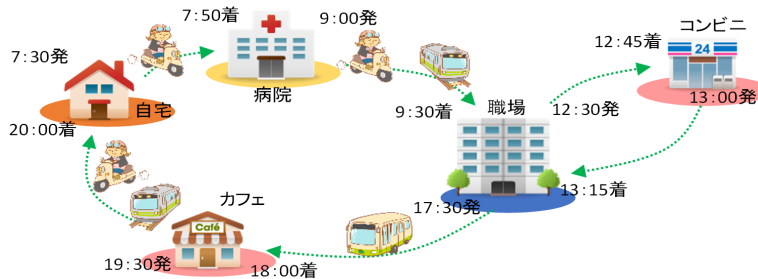 7:30発
自宅
7:50着
病院
9:00発
9:30着
職場
12:30発
12:45着
コンビニ
24
13:00発
13:15着
17:30発
18:00着
カフェ
Café
19:30発
20:00着